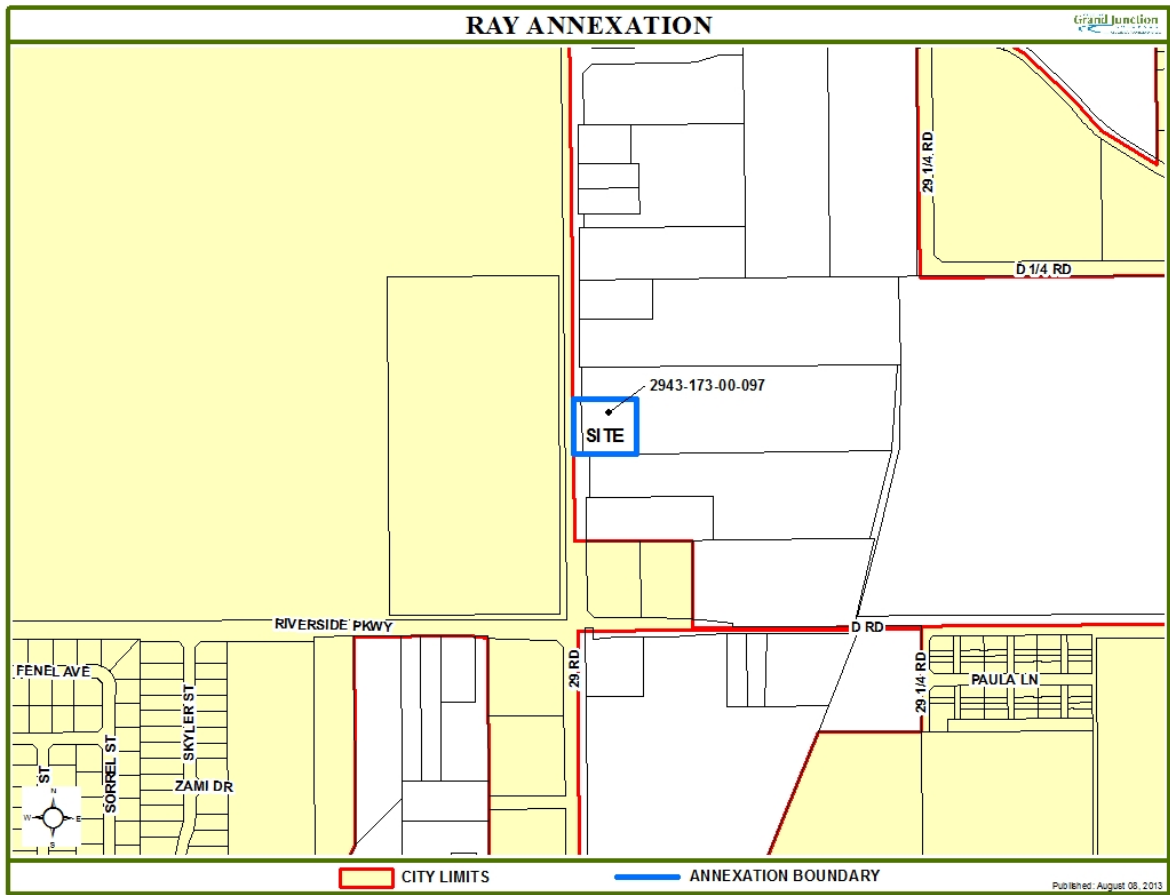 RAY ANNEXATION
Grand Junction
29 1/4 RD
D 1/4 RD
2943-173-00-097
SITE
RIVERSIDE PKWY
D RD
FENEL AVE
SKYLER ST
29 RD
29 1/4 RD
PAULA LN
ST
SORREL ST
ZAMI DR
N
W
E
S
CITY LIMITS
ANNEXATION BOUNDARY
Published: August 08, 2013